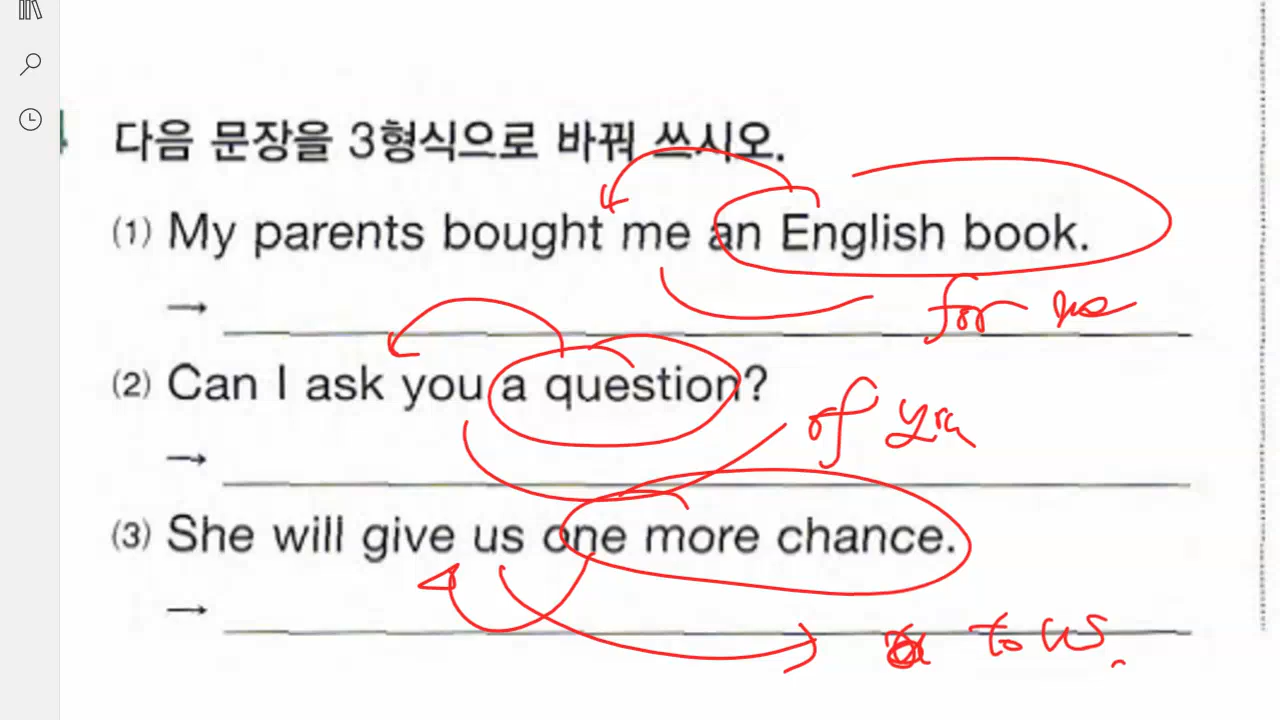 다음 문장을 3형식으로 바꿔 쓰시오.
(1) My parents bought me an English book.
→ for me
(2) Can I ask you a question?
of you
→
(3) She will give us one more chance.
→ to us.